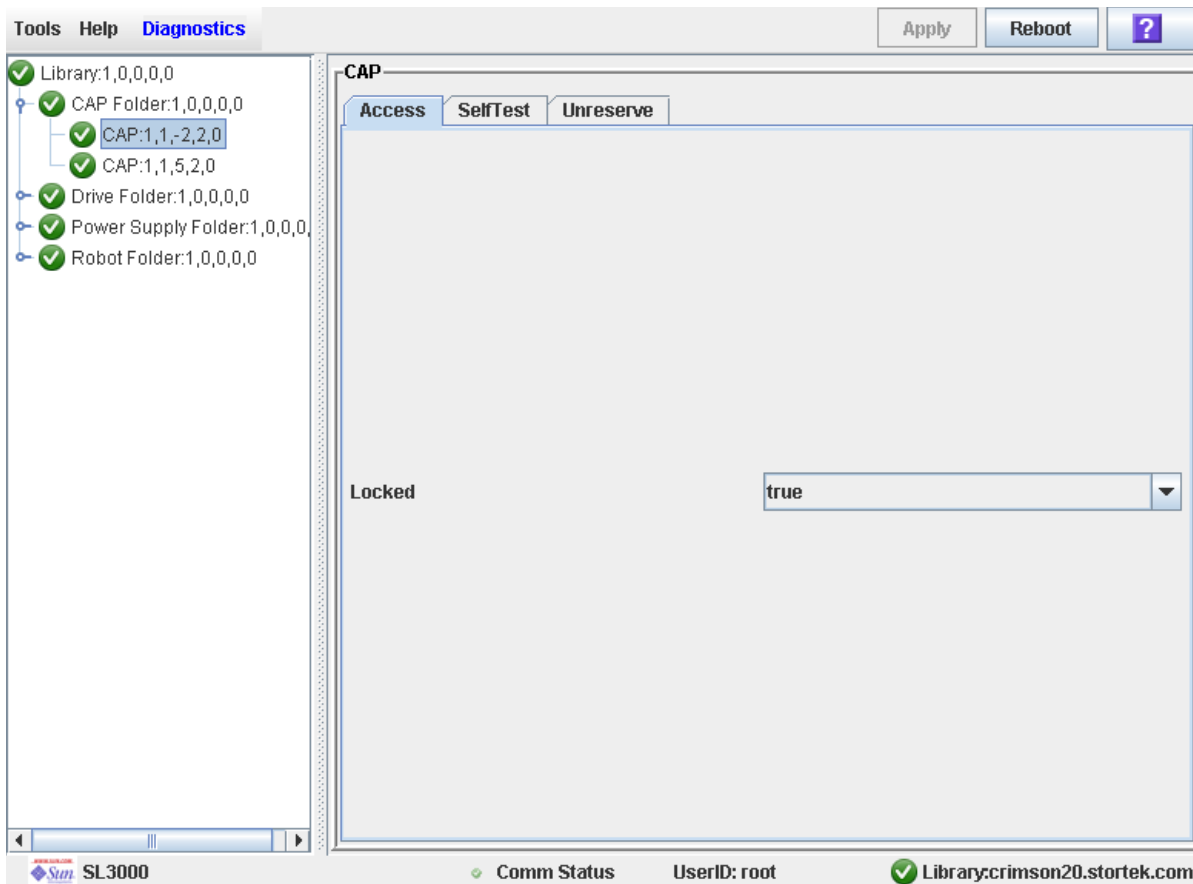 Tools Help Diagnostics Apply Reboot ?
Library:1,0,0,0,0
CAP Folder:1,0,0,0,0
CAP:1,1,-2,2,0
CAP:1,1,5,2,0
Drive Folder:1,0,0,0,0
Power Supply Folder:1,0,0,0,
Robot Folder:1,0,0,0,0
CAP
Access SelfTest Unreserve
Locked true
Sun SL3000 Comm Status UserID: root Library:crimson20.stortek.com